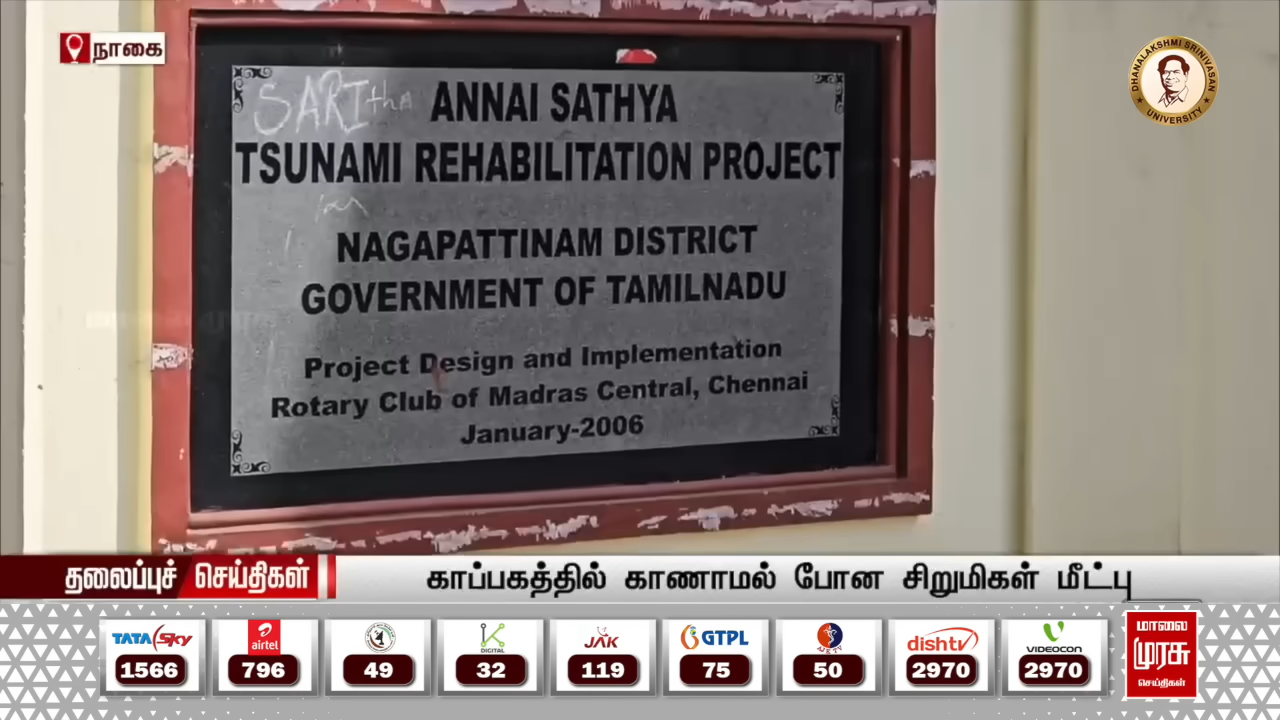 நாகை
DHANALAKSHMI SRINIVASAN
UNIVERSITY
SARItha
ANNAI SATHYA
TSUNAMI REHABILITATION PROJECT
NAGAPATTINAM DISTRICT
GOVERNMENT OF TAMILNADU
Project Design and Implementation
Rotary Club of Madras Central, Chennai
January-2006
தலைப்புச் செய்திகள்
காப்பகத்தில் காணாமல் போன சிறுமிகள் மீட்பு
TATA Sky
1566
airtel
796
49
DIGITAL
32
JAK
119
GTPL
75
AJK TV
50
dishtv
2970
VIDEOCON
2970
மாலை
முரசு
செய்திகள்